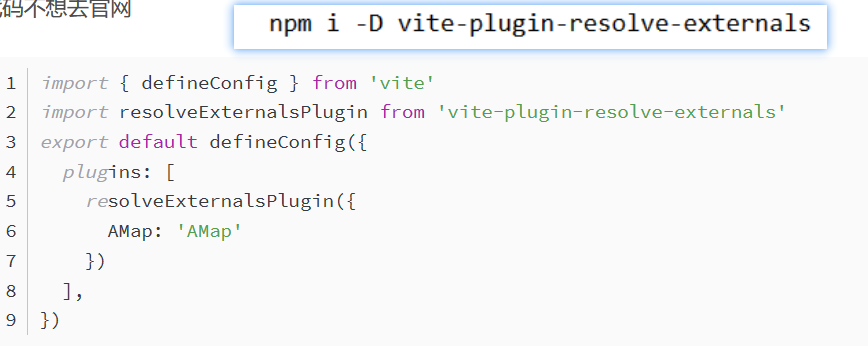 码不想去官网
npm i -D vite-plugin-resolve-externals
1 import { defineConfig } from 'vite'
2 import resolveExternalsPlugin from 'vite-plugin-resolve-externals'
3 export default defineConfig({
4   plugins: [
5     resolveExternalsPlugin({
6       AMap: 'AMap'
7     })
8   ],
9 })